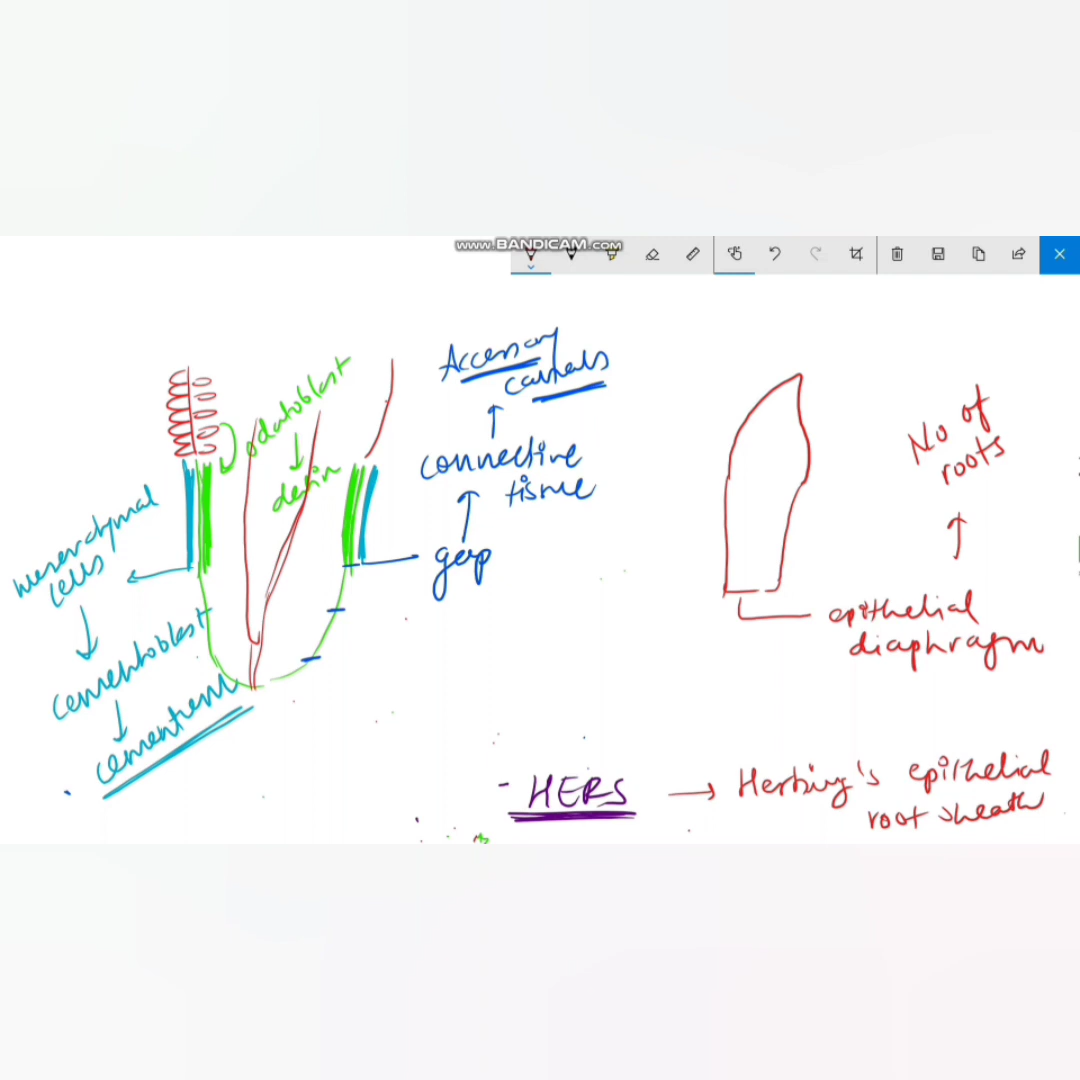 www.BANDICAM.com
Accessory
canals
odatoblast
dentin
connective
tissue
gap
mesenchymal
cells
cementoblast
cementum
No of
roots
epithelial
diaphragm
- HERS → Hertwig's epithelial
root sheath